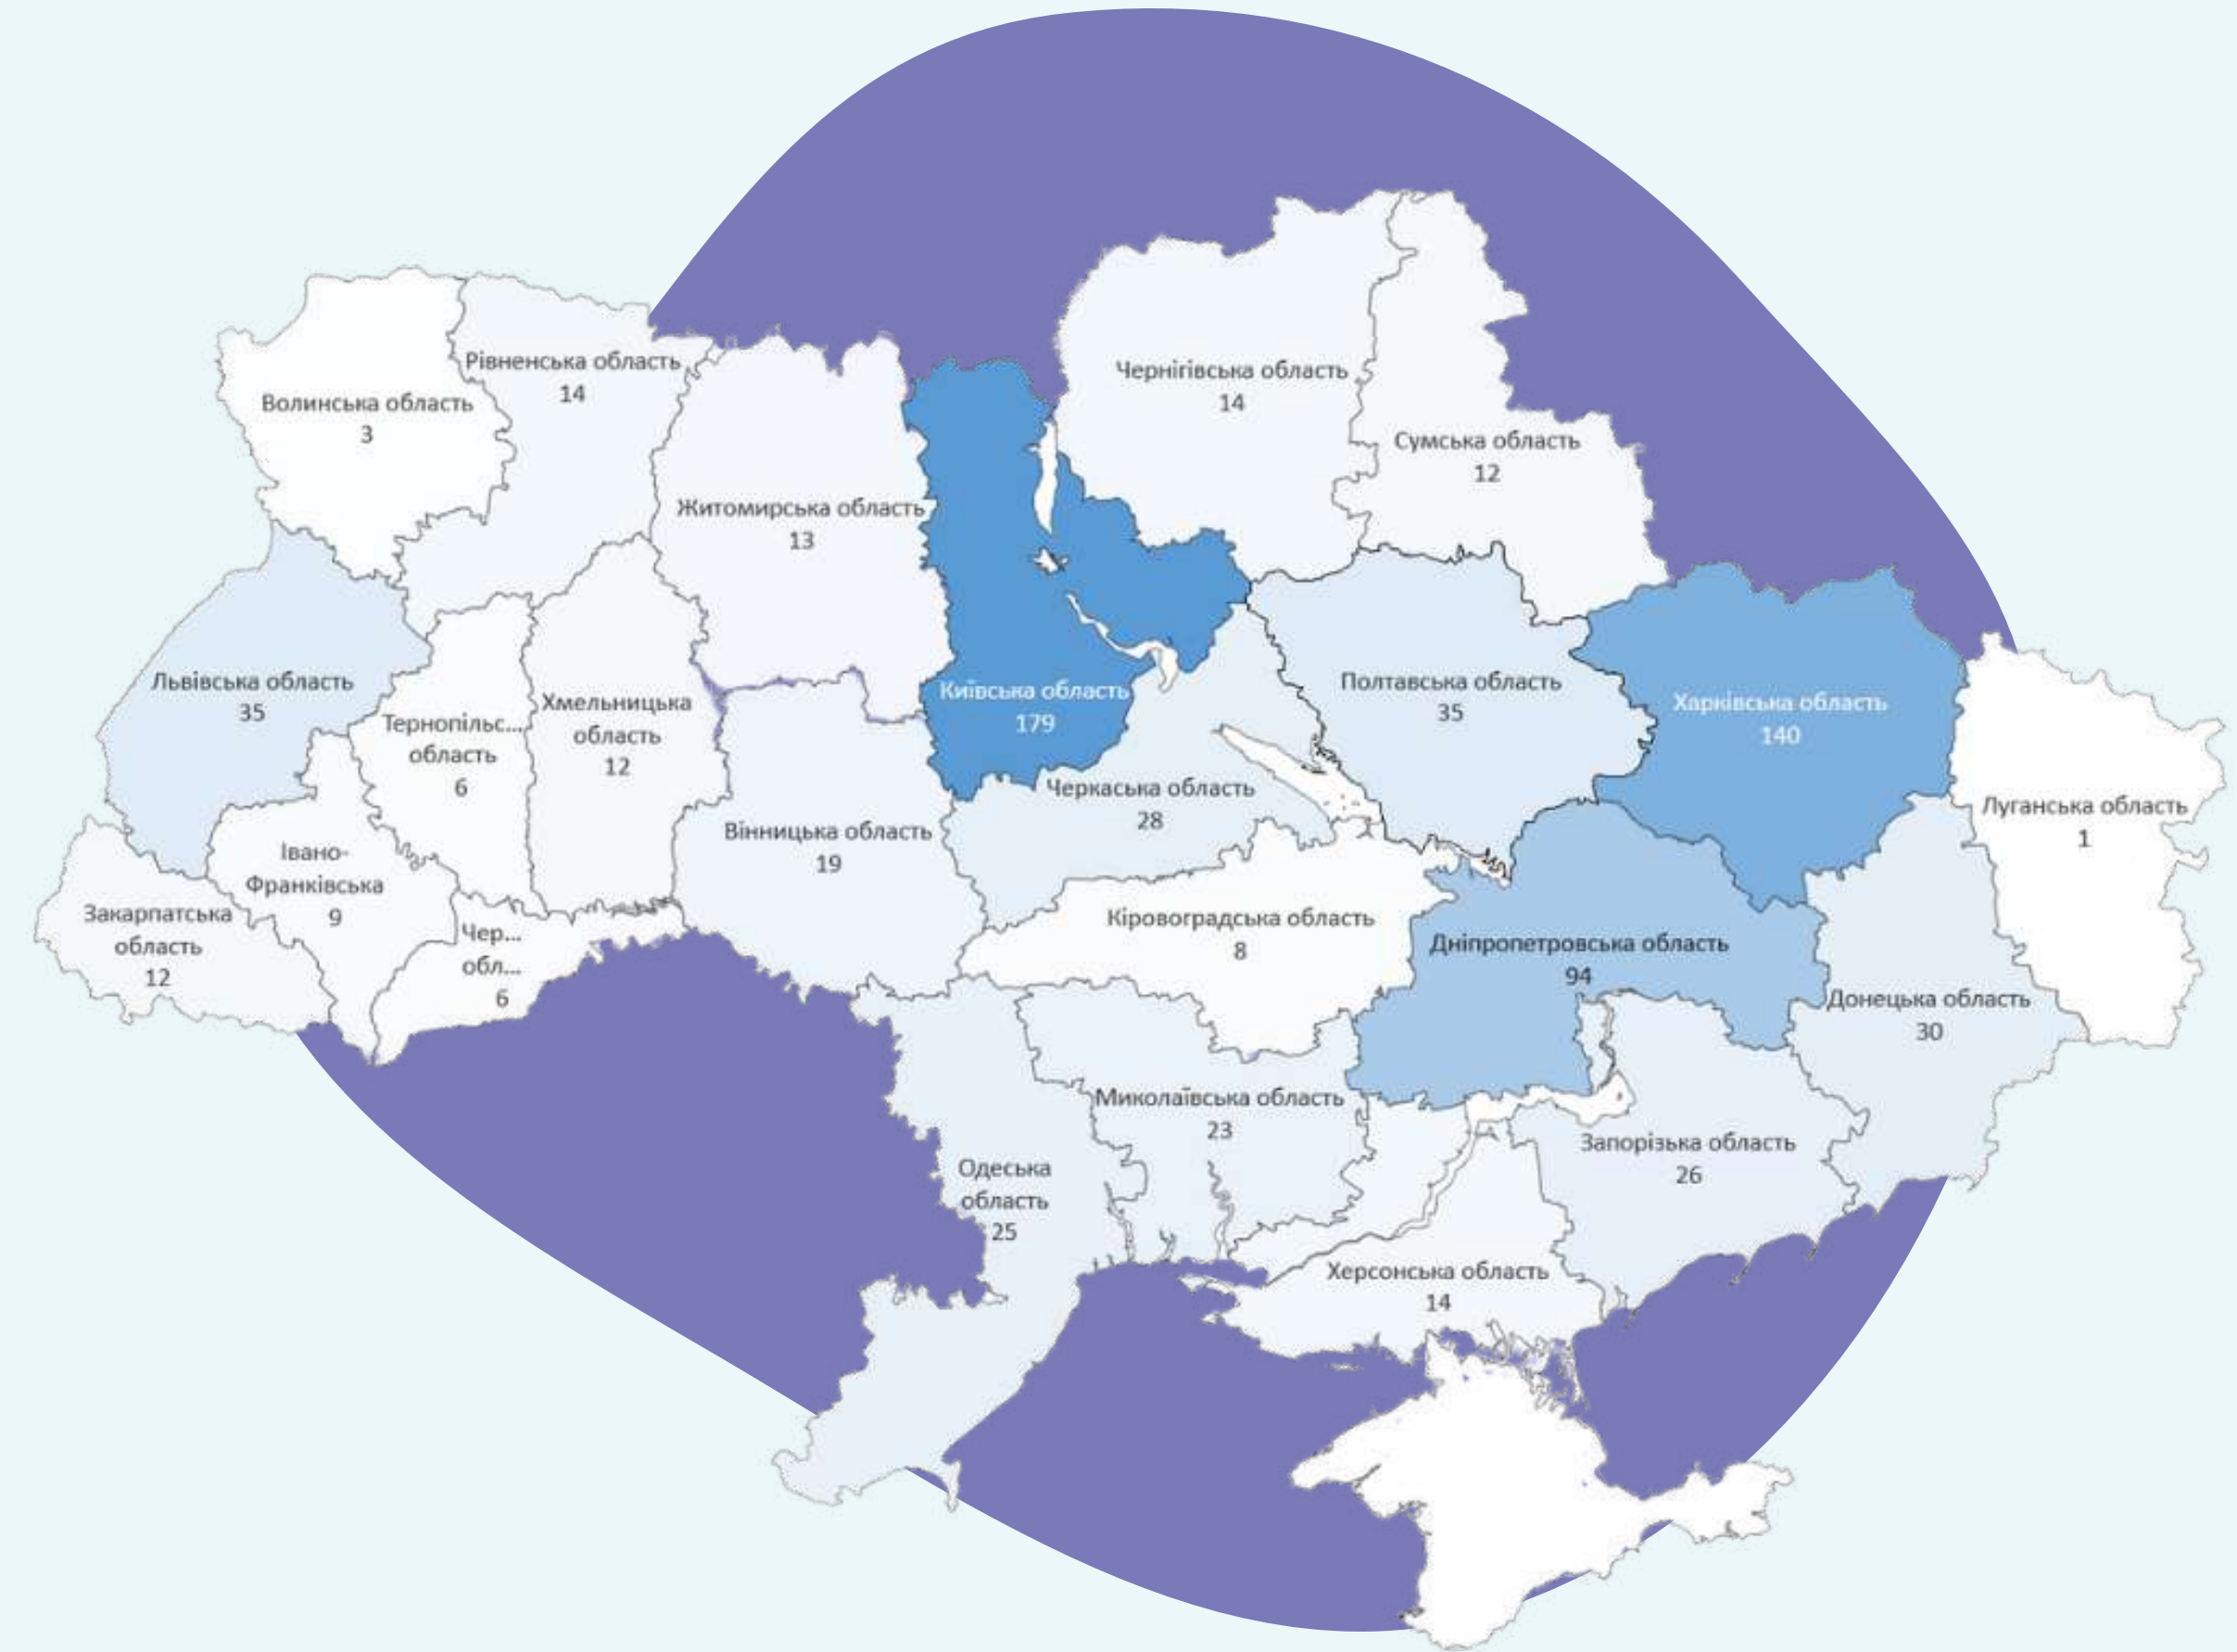 Рівненська область
14
Чернігівська область
14
Волинська область
3
Сумська область
12
Житомирська область
13
Львівська область
35
Тернопільс...
область
6
Хмельницька
область
12
Київська область
179
Полтавська область
35
Харківська область
140
Черкаська область
28
Луганська область
1
Вінницька область
19
Івано-
Франківська
9
Закарпатська
область
12
Чер...
обл...
6
Кіровоградська область
8
Дніпропетровська область
94
Донецька область
30
Миколаївська область
23
Запорізька область
26
Одеська
область
25
Херсонська область
14